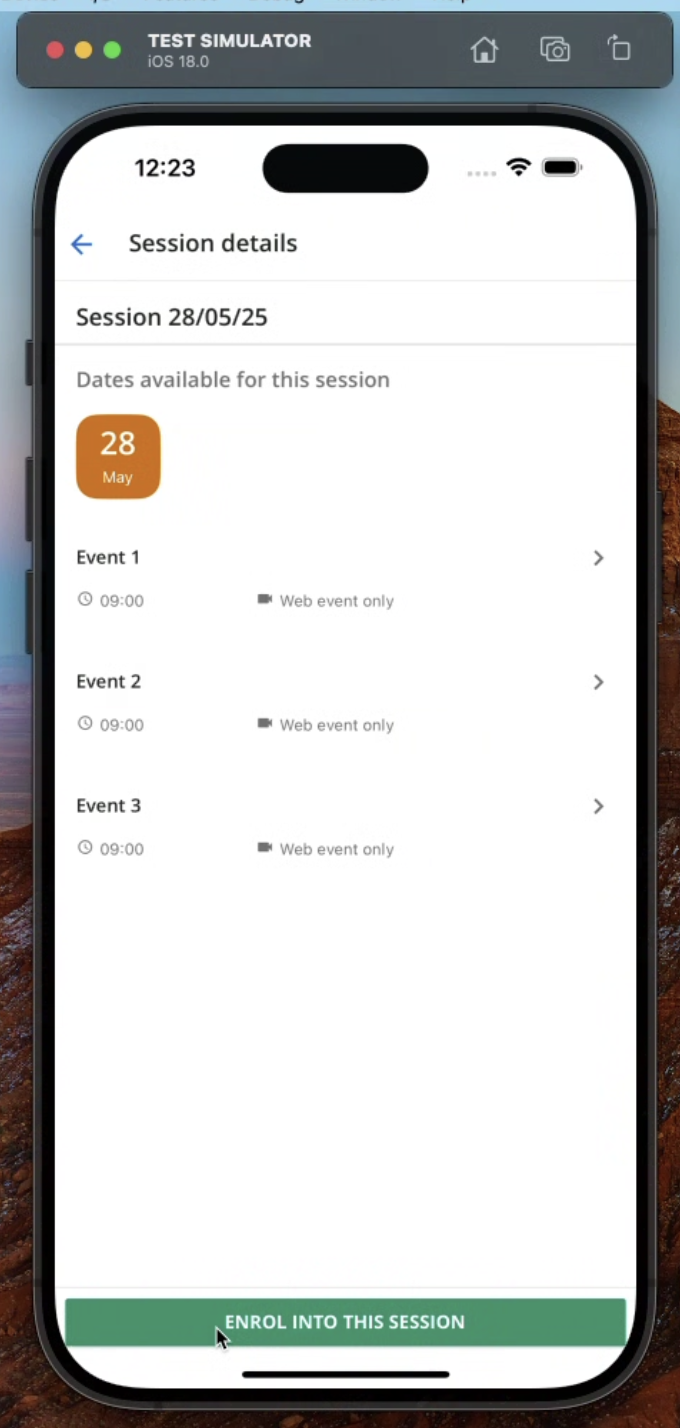 TEST SIMULATOR
iOS 18.0
12:23
Session details
Session 28/05/25
Dates available for this session
28
May
Event 1
09:00 Web event only
Event 2
09:00 Web event only
Event 3
09:00 Web event only
ENROL INTO THIS SESSION